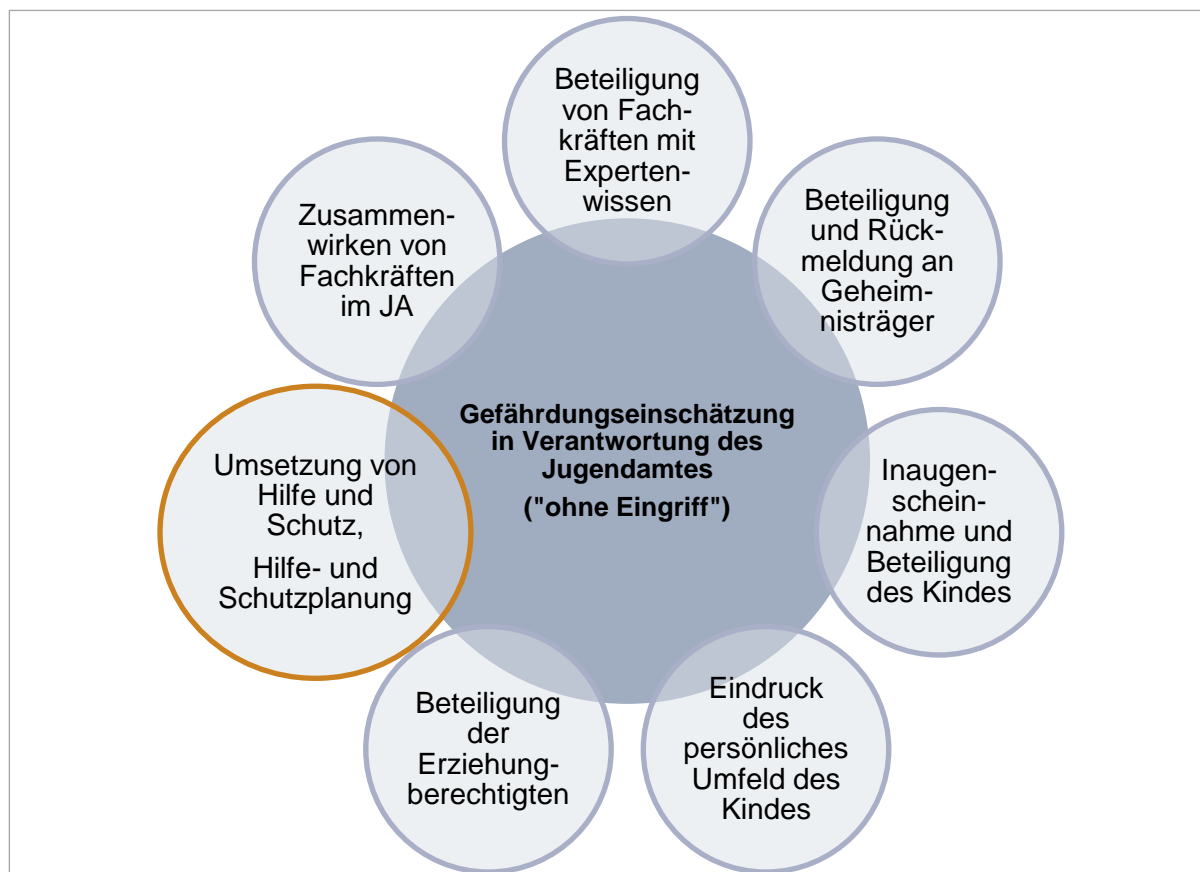 Beteiligung
von Fach-
kräften mit
Experten-
wissen
Beteiligung
und Rück-
meldung an
Geheim-
nisträger
Inaugen-
scheinn-
nahme und
Beteiligung
des Kindes
Eindruck
des
persönliches
Umfeld des
Kindes
Beteiligung
der
Erziehung-
berechtigten
Umsetzung von
Hilfe und
Schutz,
Hilfe- und
Schutzplanung
Zusammen-
wirken von
Fachkräften
im JA
Gefährdungseinschätzung
in Verantwortung des
Jugendamtes
("ohne Eingriff")